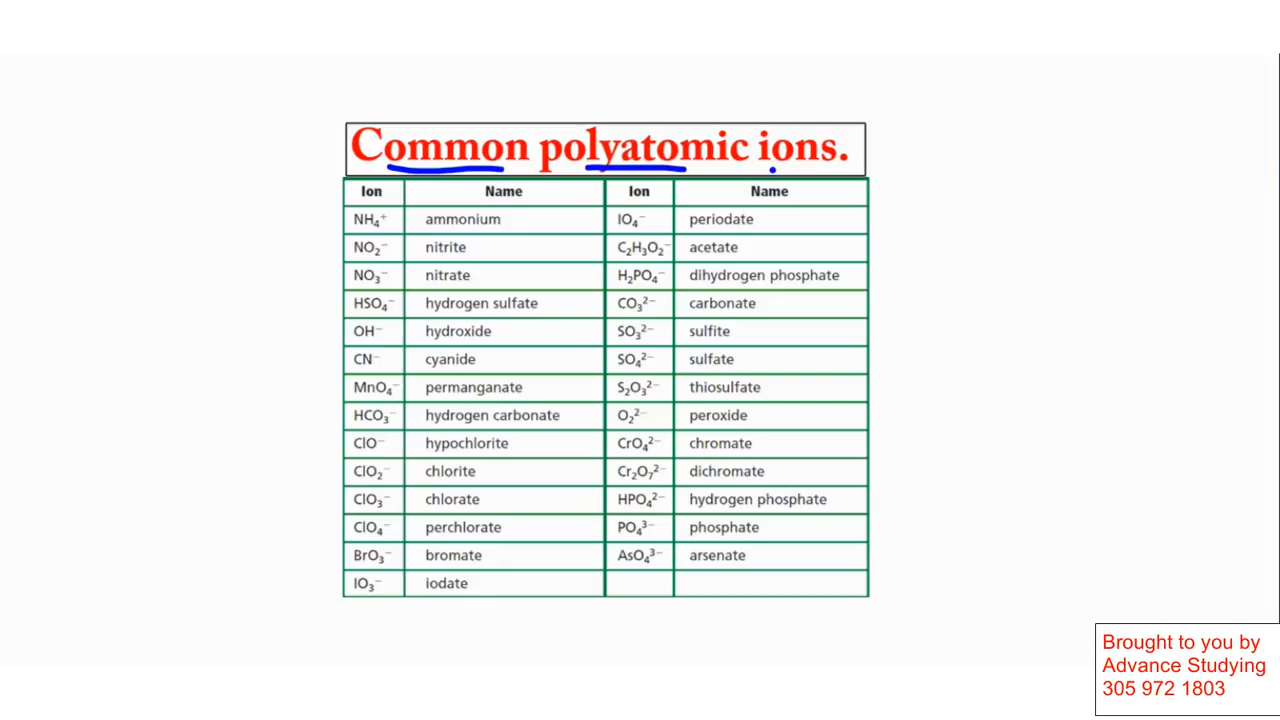 Common polyatomic ions.
Ion Name Ion Name
NH₄⁺ ammonium IO₄⁻ periodate
NO₂⁻ nitrite C₂H₃O₂⁻ acetate
NO₃⁻ nitrate H₂PO₄⁻ dihydrogen phosphate
HSO₄⁻ hydrogen sulfate CO₃²⁻ carbonate
OH⁻ hydroxide SO₃²⁻ sulfite
CN⁻ cyanide SO₄²⁻ sulfate
MnO₄⁻ permanganate S₂O₃²⁻ thiosulfate
HCO₃⁻ hydrogen carbonate O₂²⁻ peroxide
ClO⁻ hypochlorite CrO₄²⁻ chromate
ClO₂⁻ chlorite Cr₂O₇²⁻ dichromate
ClO₃⁻ chlorate HPO₄²⁻ hydrogen phosphate
ClO₄⁻ perchlorate PO₄³⁻ phosphate
BrO₃⁻ bromate AsO₄³⁻ arsenate
IO₃⁻ iodate
Brought to you by
Advance Studying
305 972 1803